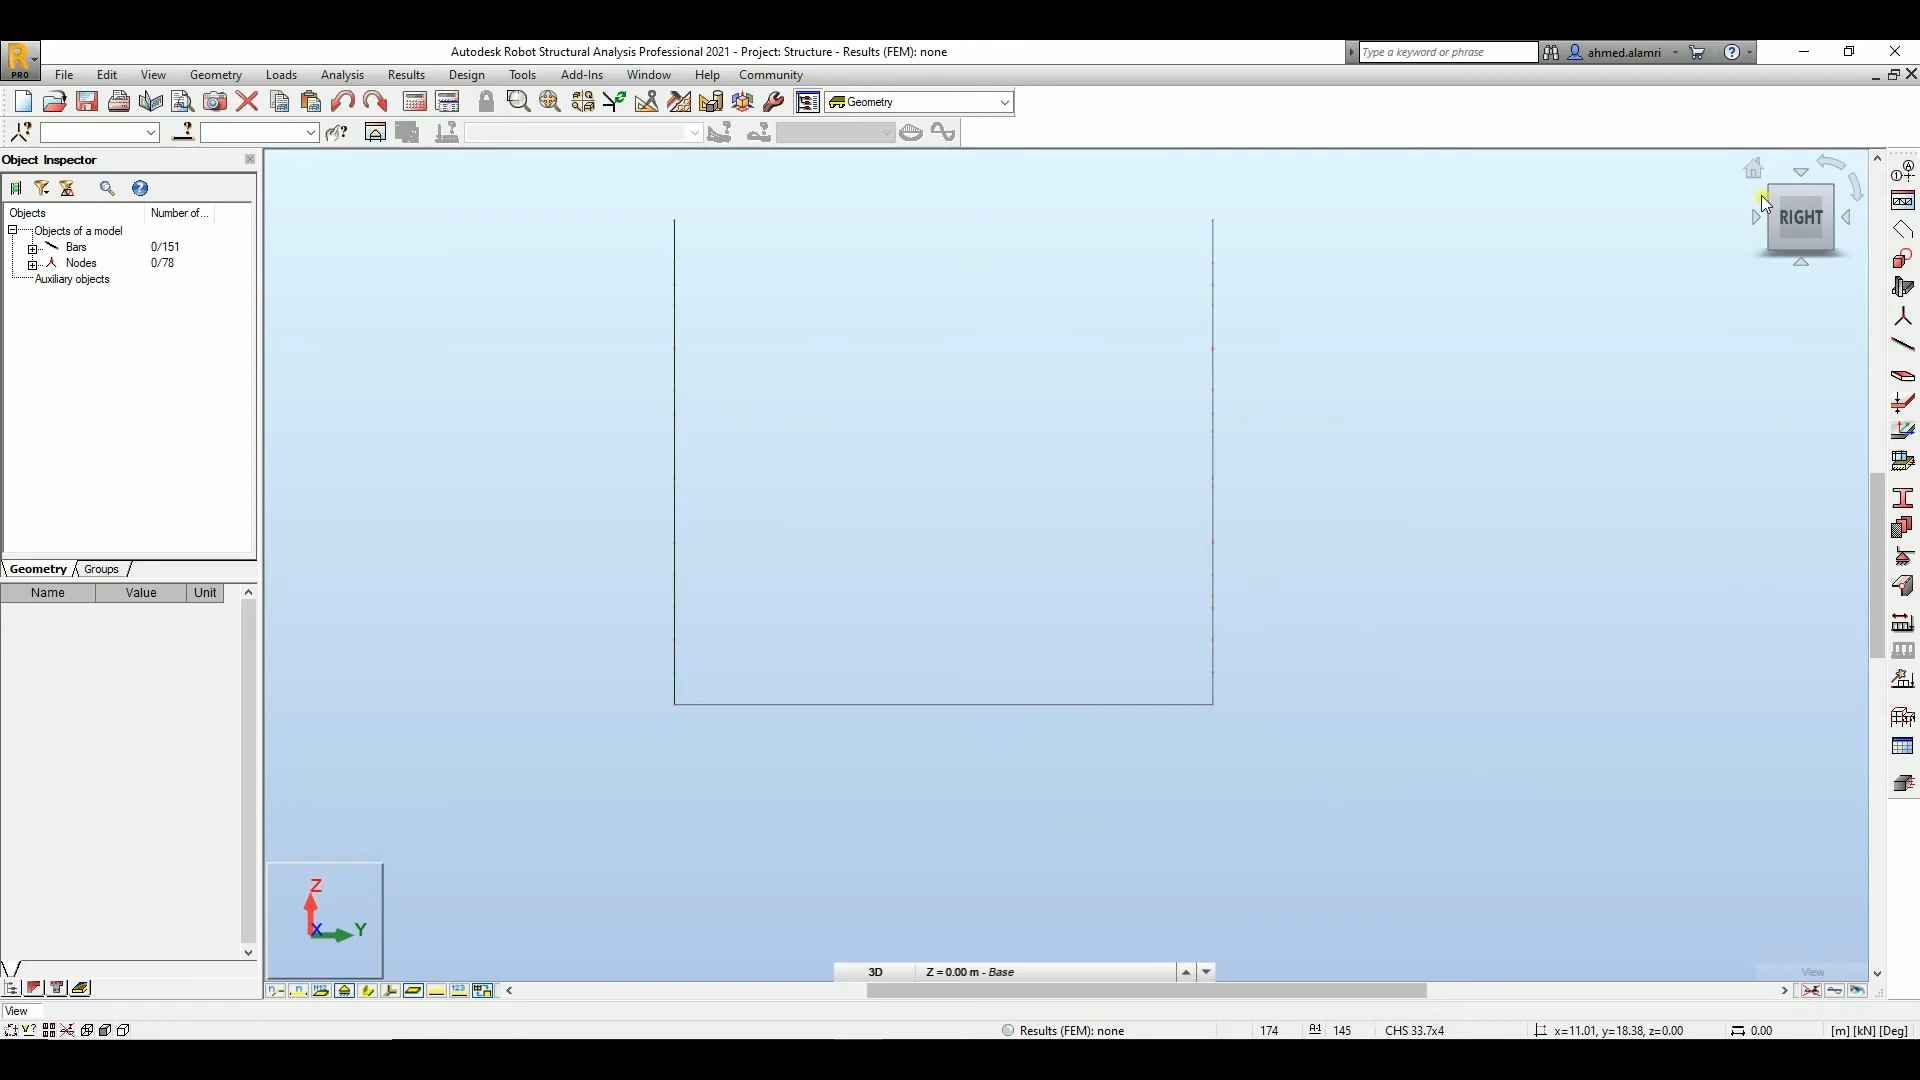 Autodesk Robot Structural Analysis Professional 2021 - Project: Structure - Results (FEM): none
Type a keyword or phrase
ahmed.alamri
PRO
File Edit View Geometry Loads Analysis Results Design Tools Add-Ins Window Help Community
Geometry
Object Inspector
Objects Number of...
Objects of a model
Bars 0/151
Nodes 0/78
Auxiliary objects
Geometry Groups
Name Value Unit
RIGHT
Z
X Y
3D Z = 0.00 m - Base
View
View
Results (FEM): none 174 145 CHS 33.7x4 x=11.01, y=18.38, z=0.00 0.00 [m] [kN] [Deg]